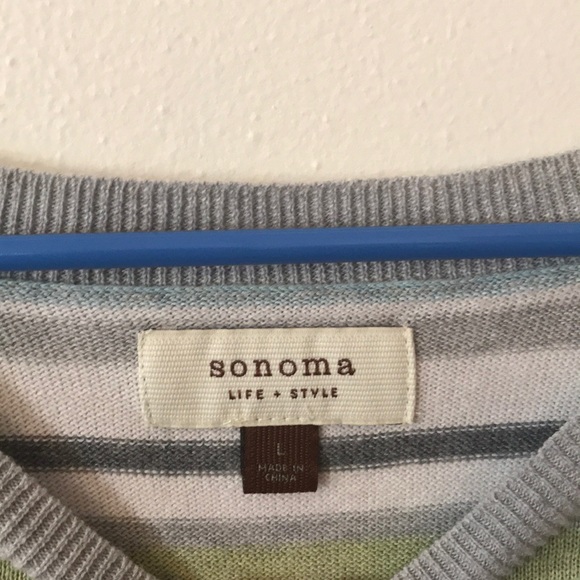 sonoma
LIFE + STYLE
L
MADE IN
CHINA